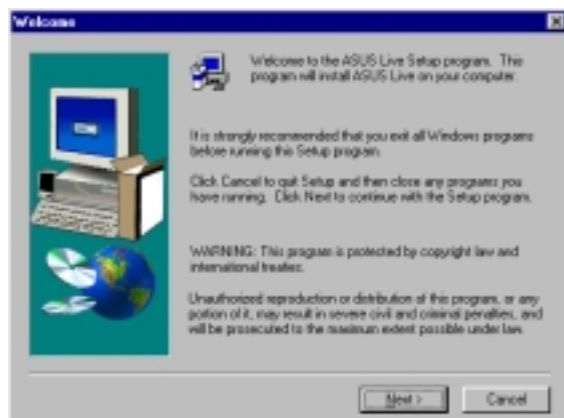 Welcome
Welcome to the ASUS Live Setup program. This
program will install ASUS Live on your computer.
It is strongly recommended that you exit all Windows programs
before running this Setup program.
Click Cancel to quit Setup and then close any programs you
have running. Click Next to continue with the Setup program.
WARNING: This program is protected by copyright law and
international treaties.
Unauthorized reproduction or distribution of this program, or any
portion of it, may result in severe civil and criminal penalties, and
will be prosecuted to the maximum extent possible under law.
Next > Cancel